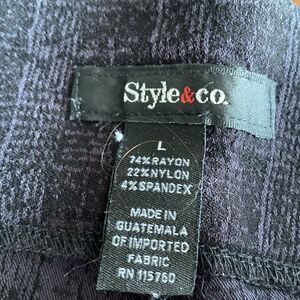 Style&co.
L
74%RAYON
22%NYLON
4%SPANDEX
MADE IN
GUATEMALA
OF IMPORTED
FABRIC
RN 115760